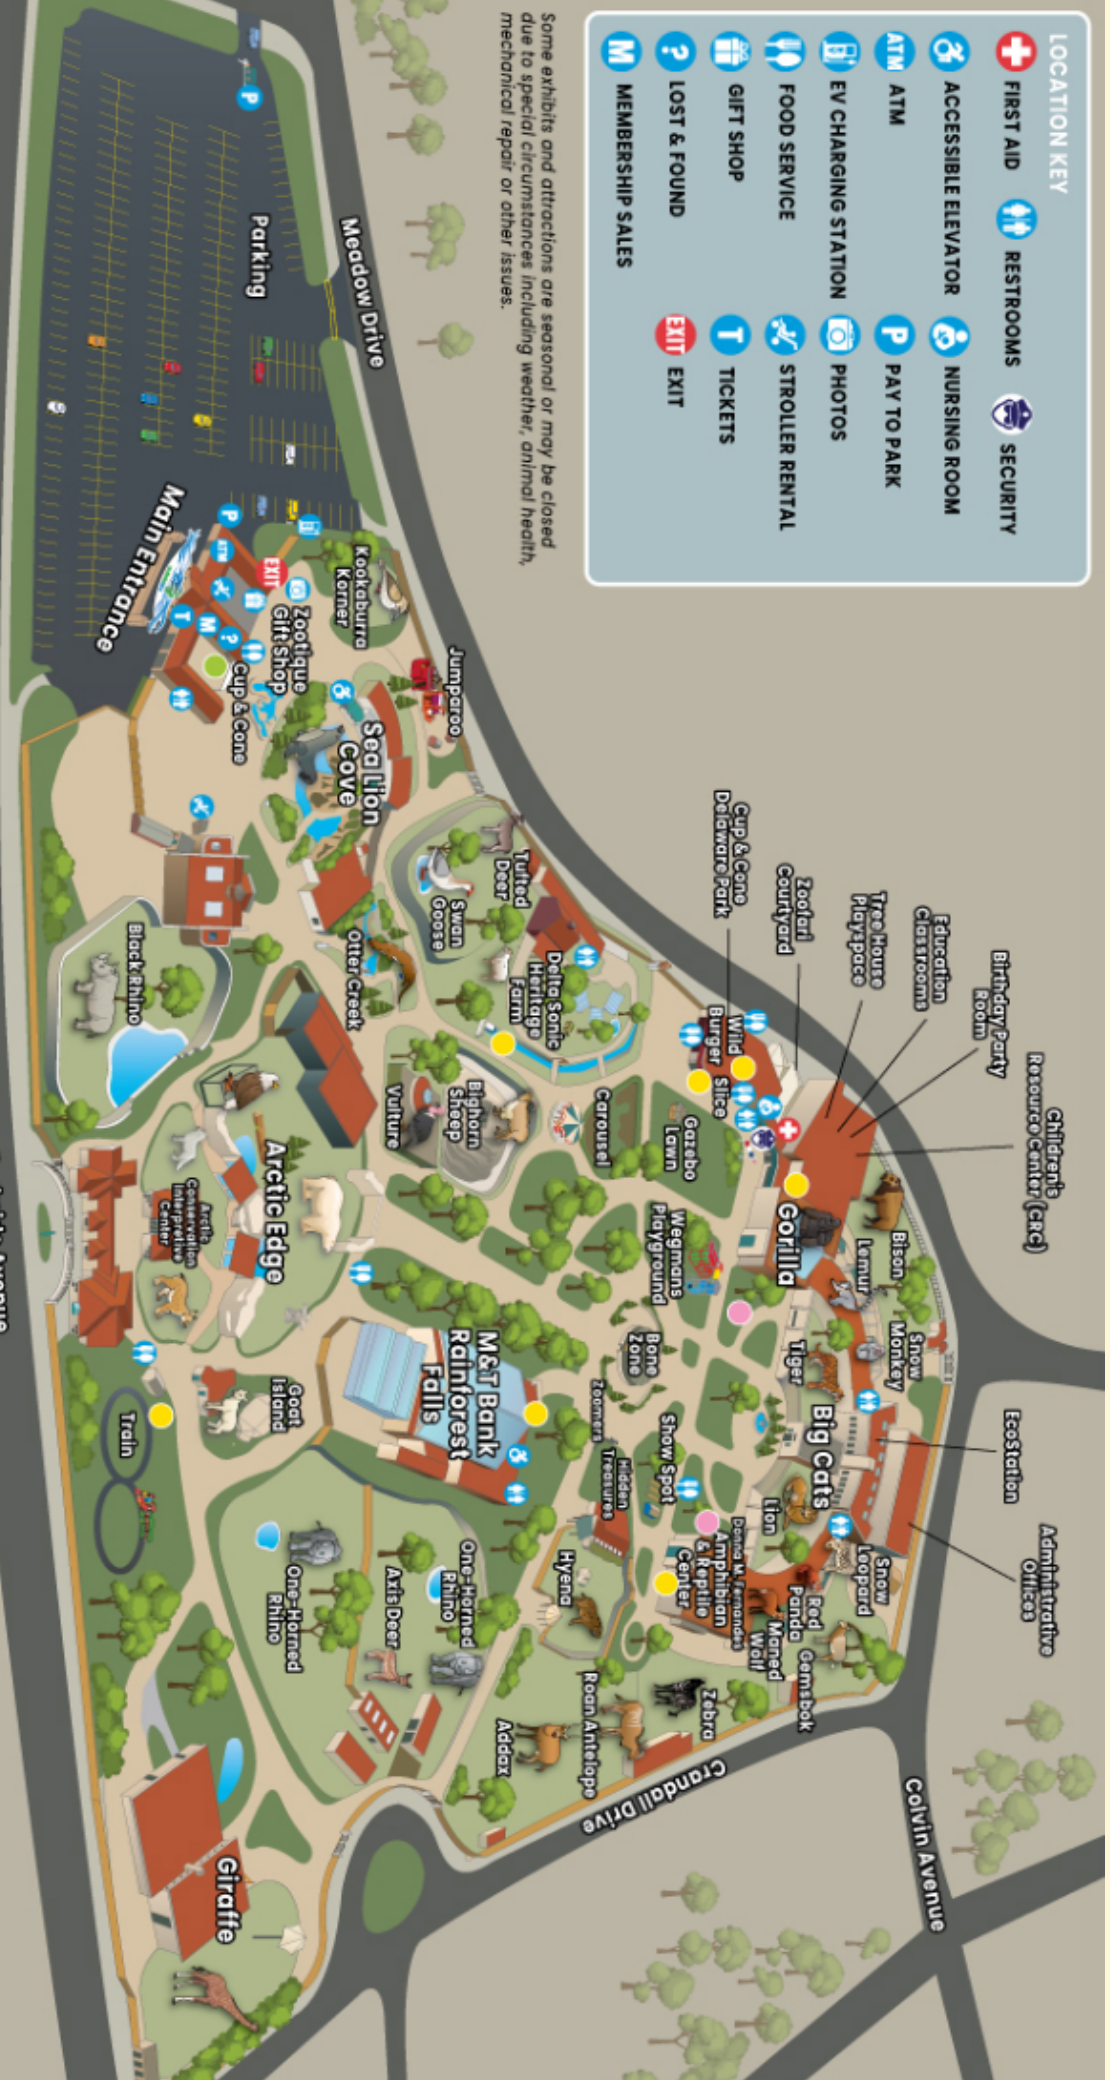 LOCATION KEY
FIRST AID
RESTROOMS
SECURITY
ACCESSIBLE ELEVATOR
NURSING ROOM
ATM
ATM
P
PAY TO PARK
EV CHARGING STATION
PHOTOS
FOOD SERVICE
STROLLER RENTAL
GIFT SHOP
T
TICKETS
?
LOST & FOUND
EXIT
EXIT
M
MEMBERSHIP SALES
Some exhibits and attractions are seasonal or may be closed
due to special circumstances including weather, animal health,
mechanical repair or other issues.
Meadow Drive
P
Parking
Main Entrance
P
ATM
EXIT
T
M
?
Kookaburra
Korner
Zootique
Gift Shop
Cup & Cone
Jumparoo
Sea Lion
Cove
Tufted
Deer
Swan
Goose
Otter Creek
Delta Sonic
Heritage
Farm
Black Rhino
Cup & Cone
Delaware Park
Zoofari
Courtyard
Tree House
Playspace
Education
Classrooms
Birthday Party
Room
Children's
Resource Center (CRC)
Wild
Burger
Slice
Carousel
Gazebo
Lawn
Bighorn
Sheep
Vulture
Arctic Edge
Arctic
Conservation
Interpretive
Center
Wegmans
Playground
Gorilla
Bison
Lemur
Snow
Monkey
Tiger
Big Cats
Lion
EcoStation
Administrative
Offices
Snow
Leopard
Red
Panda
Maned
Wolf
Gemsbok
Bone
Zone
Zoomers
Show Spot
Hidden
Treasures
Donna M. Fernandes
Amphibian
& Reptile
Center
M&T Bank
Rainforest
Falls
Goat
Island
Train
Hyena
Zebra
Roan Antelope
Addax
One-Horned
Rhino
Axis Deer
One-Horned
Rhino
Giraffe
Crandall Drive
Colvin Avenue
Avenue